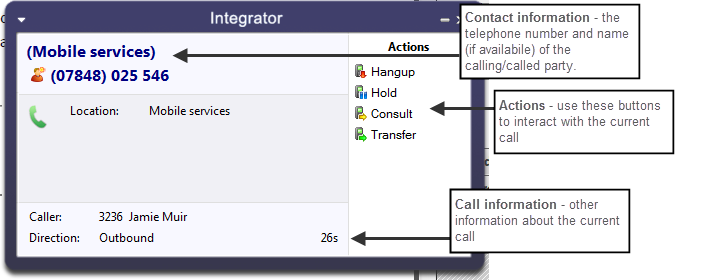 Integrator
(Mobile services)
(07848) 025 546
Location: Mobile services
Caller: 3236 Jamie Muir
Direction: Outbound 26s
Actions
Hangup
Hold
Consult
Transfer
Contact information - the
telephone number and name
(if availabile) of the
calling/called party.
Actions - use these buttons
to interact with the current
call
Call information - other
information about the current
call